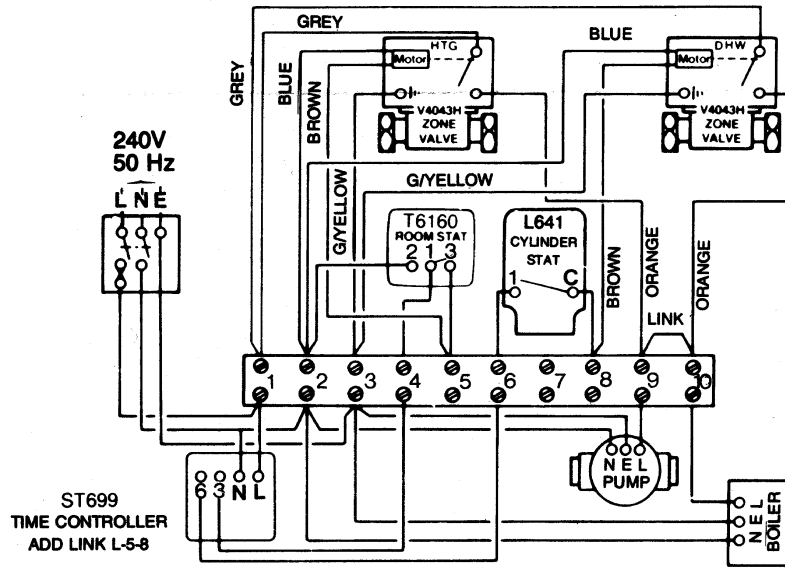 GREY
GREY
BLUE
BROWN
HTG
Motor
V4043H
ZONE
VALVE
BLUE
DHW
Motor
V4043H
ZONE
VALVE
240V
50 Hz
L N E
G/YELLOW
G/YELLOW
T6160
ROOM STAT
2 1 3
L641
CYLINDER
STAT
1 C
BROWN
ORANGE
ORANGE
LINK
1 2 3 4 5 6 7 8 9 10
6 3 N L
ST699
TIME CONTROLLER
ADD LINK L-5-8
N E L
PUMP
N E L
BOILER